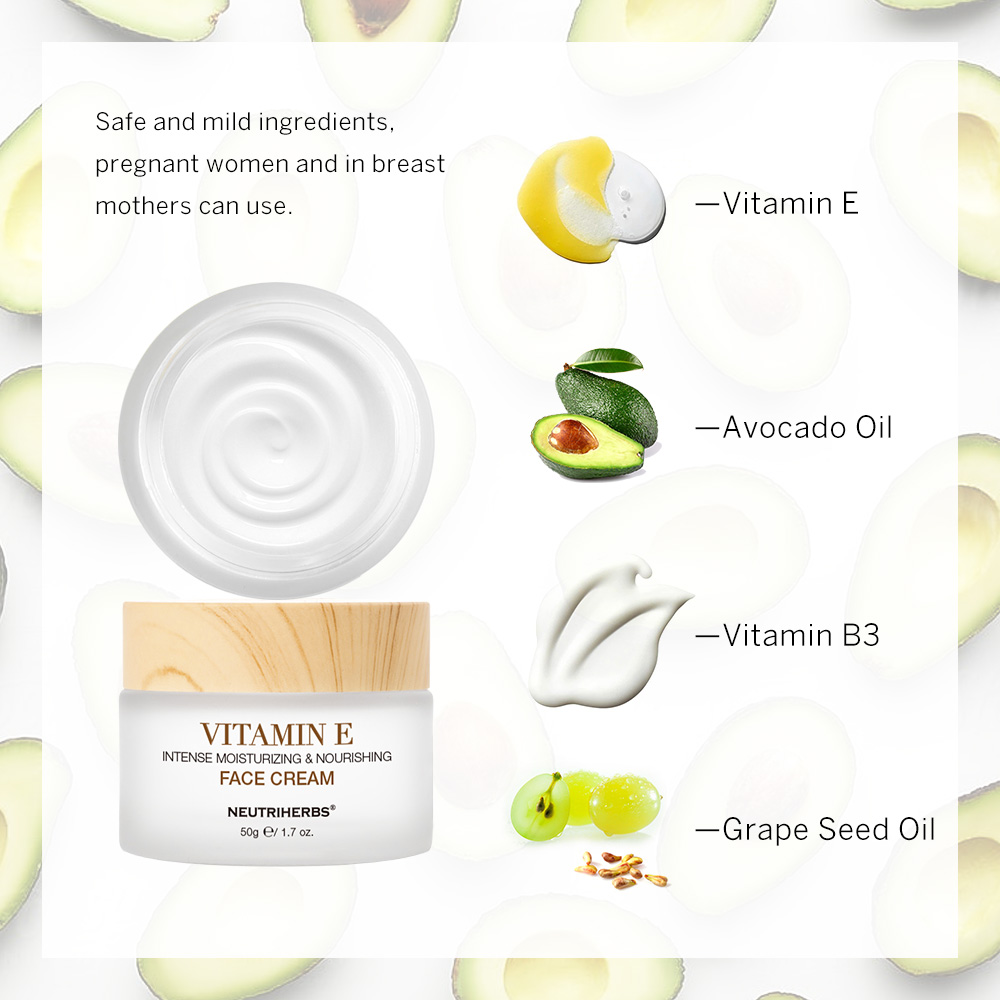 Safe and mild ingredients,
pregnant women and in breast
mothers can use.
—Vitamin E
—Avocado Oil
—Vitamin B3
—Grape Seed Oil
VITAMIN E
INTENSE MOISTURIZING & NOURISHING
FACE CREAM
NEUTRIHERBS®
50g ℮/ 1.7 oz.